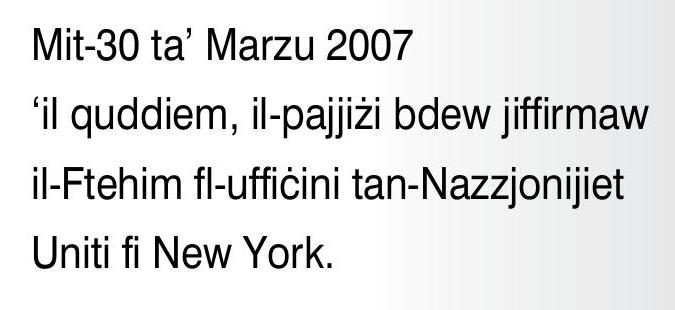 Mit-30 ta’ Marzu 2007
‘il quddiem, il-pajjiżi bdew jiffirmaw
il-Ftehim fl-uffiċini tan-Nazzjonijiet
Uniti fi New York.